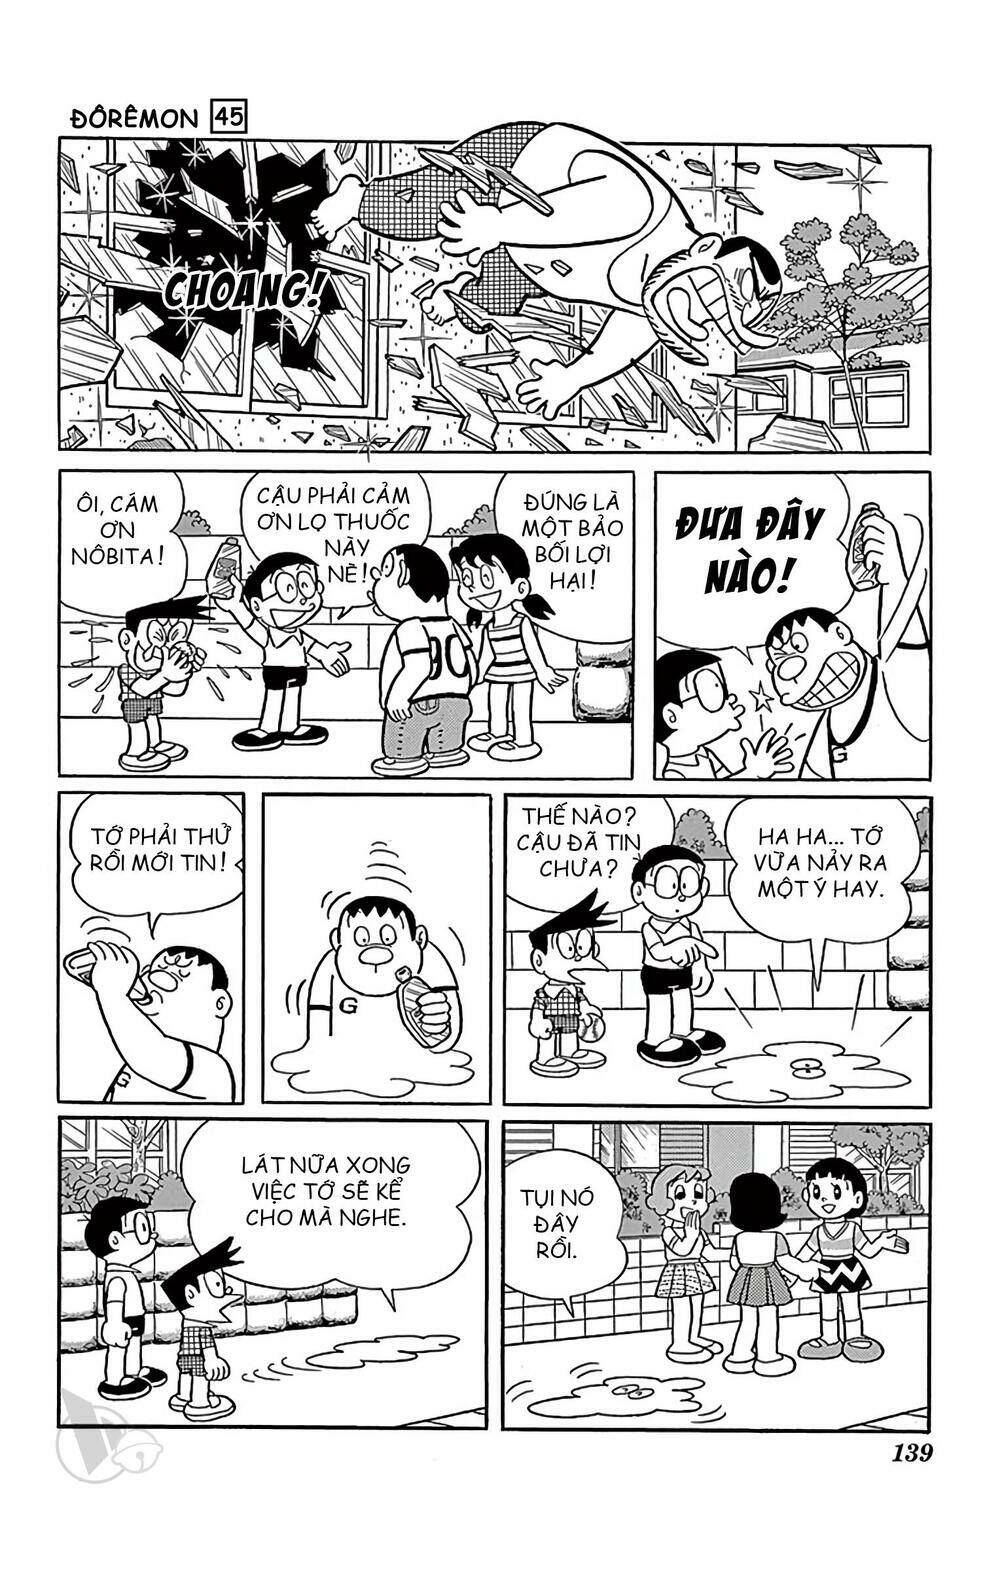 ĐÔRÊMON 45
CHOANG!
ÔI, CÁM
ƠN
NÔBITA!
CẬU PHẢI CẢM
ƠN LỌ THUỐC
NÀY
NÈ!
ĐÚNG LÀ
MỘT BẢO
BỐI LỢI
HẠI!
ĐƯA ĐÂY
NÀO!
TỚ PHẢI THỬ
RỒI MỚI TIN!
G
THẾ NÀO?
CẬU ĐÃ TIN
CHƯA?
HA HA... TỚ
VỪA NẢY RA
MỘT Ý HAY.
LÁT NỮA XONG
VIỆC TỚ SẼ KỂ
CHO MÀ NGHE.
TỤI NÓ
ĐÂY
RỒI.
139